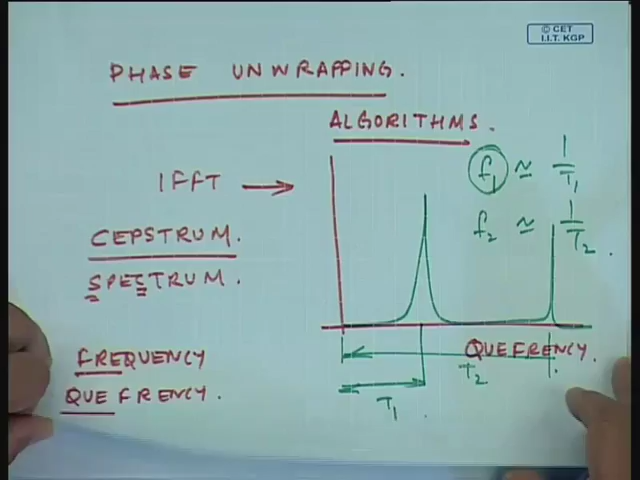 © CET
I.I.T. KGP
PHASE UNWRAPPING.
ALGORITHMS.
f1 ≅ 1/T1
IFFT →
f2 ≅ 1/T2
CEPSTRUM.
SPECTRUM.
FREQUENCY
QUEFRENCY.
QUEFRENCY.
T2
T1